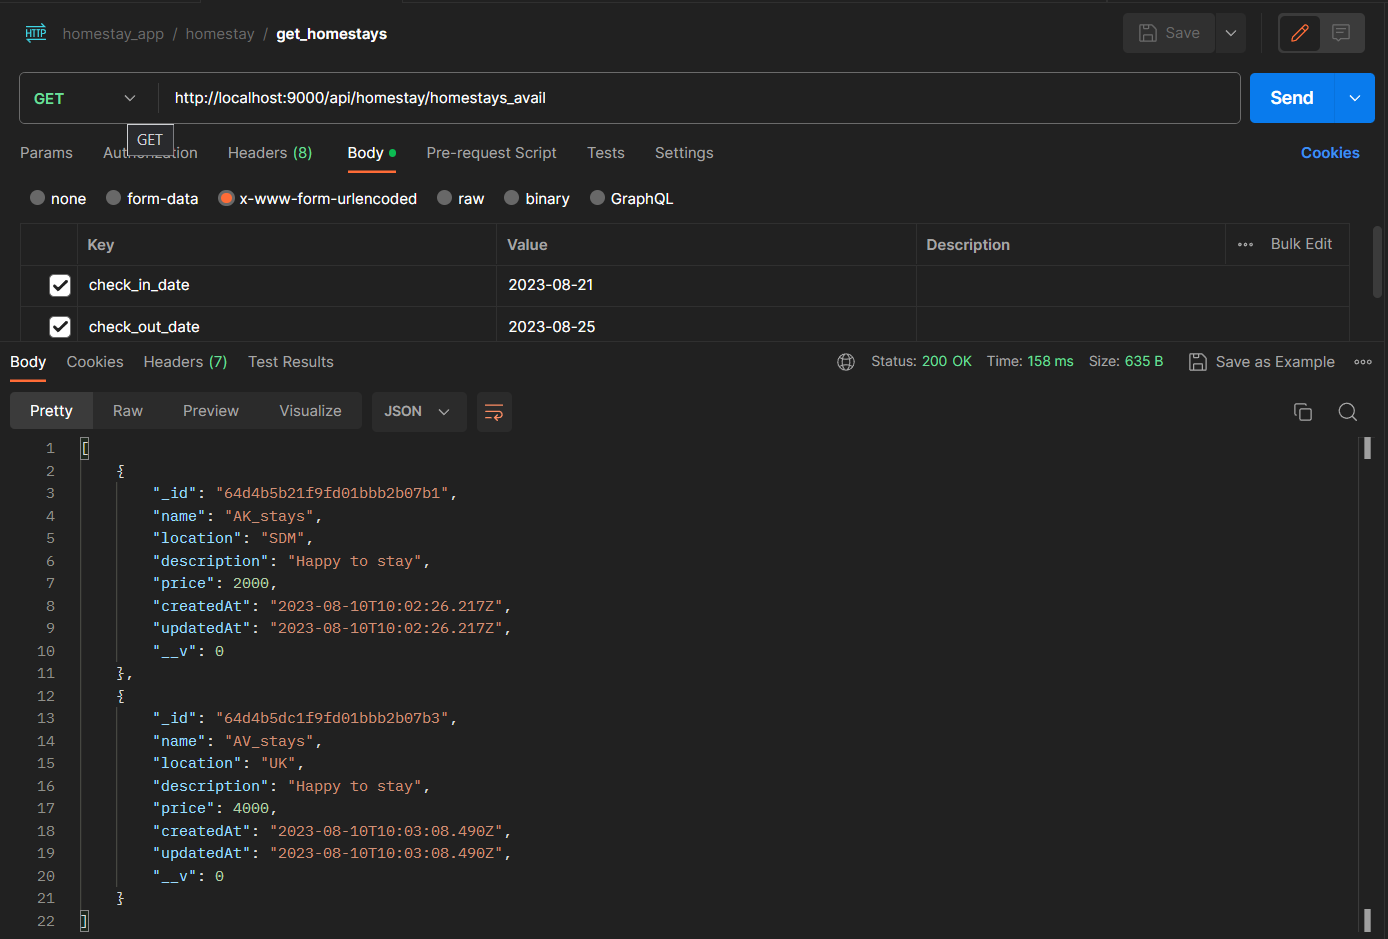 HTTP homestay_app / homestay / get_homestays Save
GET http://localhost:9000/api/homestay/homestays_avail Send
GET
Params Authorization Headers (8) Body Pre-request Script Tests Settings Cookies
none form-data x-www-form-urlencoded raw binary GraphQL
Key Value Description Bulk Edit
check_in_date 2023-08-21
check_out_date 2023-08-25
Body Cookies Headers (7) Test Results Status: 200 OK Time: 158 ms Size: 635 B Save as Example
Pretty Raw Preview Visualize JSON
1 [
2 {
3 "_id": "64d4b5b21f9fd01bbb2b07b1",
4 "name": "AK_stays",
5 "location": "SDM",
6 "description": "Happy to stay",
7 "price": 2000,
8 "createdAt": "2023-08-10T10:02:26.217Z",
9 "updatedAt": "2023-08-10T10:02:26.217Z",
10 "__v": 0
11 },
12 {
13 "_id": "64d4b5dc1f9fd01bbb2b07b3",
14 "name": "AV_stays",
15 "location": "UK",
16 "description": "Happy to stay",
17 "price": 4000,
18 "createdAt": "2023-08-10T10:03:08.490Z",
19 "updatedAt": "2023-08-10T10:03:08.490Z",
20 "__v": 0
21 }
22 ]